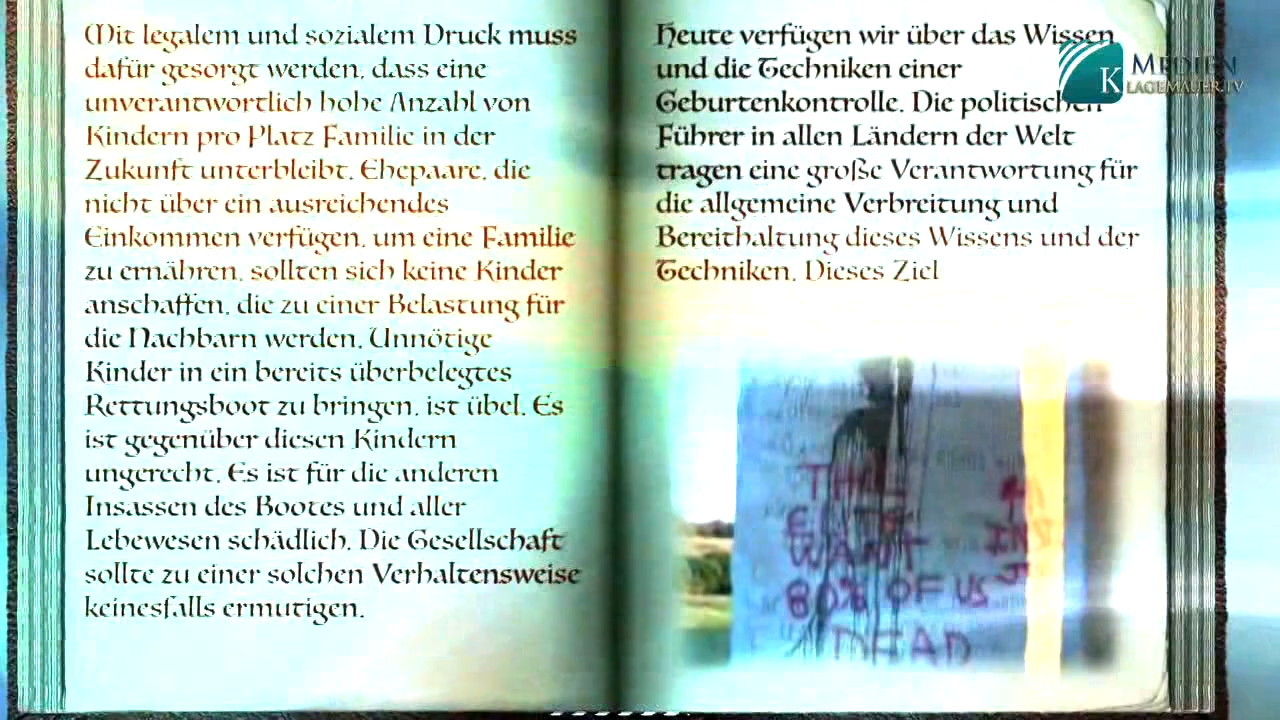 Mit legalem und sozialem Druck muss
dafür gesorgt werden, dass eine
unverantwortlich hohe Anzahl von
Kindern pro Platz Familie in der
Zukunft unterbleibt. Ehepaare, die
nicht über ein ausreichendes
Einkommen verfügen, um eine Familie
zu ernähren, sollten sich keine Kinder
anschaffen, die zu einer Belastung für
die Nachbarn werden. Unnötige
Kinder in ein bereits überbelegtes
Rettungsboot zu bringen, ist übel. Es
ist gegenüber diesen Kindern
ungerecht. Es ist für die anderen
Insassen des Bootes und aller
Lebewesen schädlich. Die Gesellschaft
sollte zu einer solchen Verhaltensweise
keinesfalls ermutigen.
Heute verfügen wir über das Wissen
und die Techniken einer
Geburtenkontrolle. Die politischen
Führer in allen Ländern der Welt
tragen eine große Verantwortung für
die allgemeine Verbreitung und
Bereithaltung dieses Wissens und der
Techniken. Dieses Ziel
MEDIEN
KLAGEMAUER.TV
THE
WANT
80% OF US
DEAD